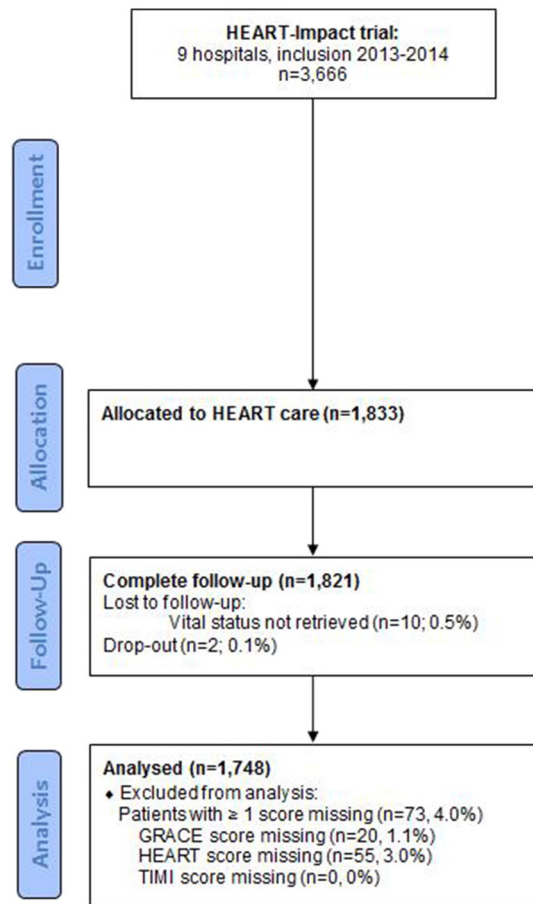 HEART-Impact trial:
9 hospitals, inclusion 2013-2014
n=3,666
Enrollment
Allocation
Allocated to HEART care (n=1,833)
Follow-Up
Complete follow-up (n=1,821)
Lost to follow-up:
Vital status not retrieved (n=10; 0.5%)
Drop-out (n=2; 0.1%)
Analysis
Analysed (n=1,748)
♦ Excluded from analysis:
Patients with ≥ 1 score missing (n=73, 4.0%)
GRACE score missing (n=20, 1.1%)
HEART score missing (n=55, 3.0%)
TIMI score missing (n=0, 0%)